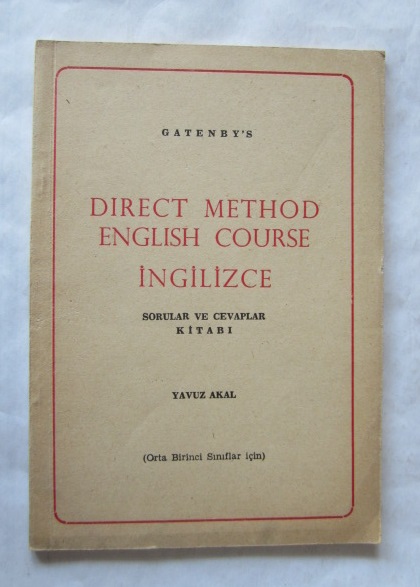 GATENBY'S
DIRECT METHOD
ENGLISH COURSE
İNGİLİZCE
SORULAR VE CEVAPLAR
KİTABI
YAVUZ AKAL
(Orta Birinci Sınıflar için)